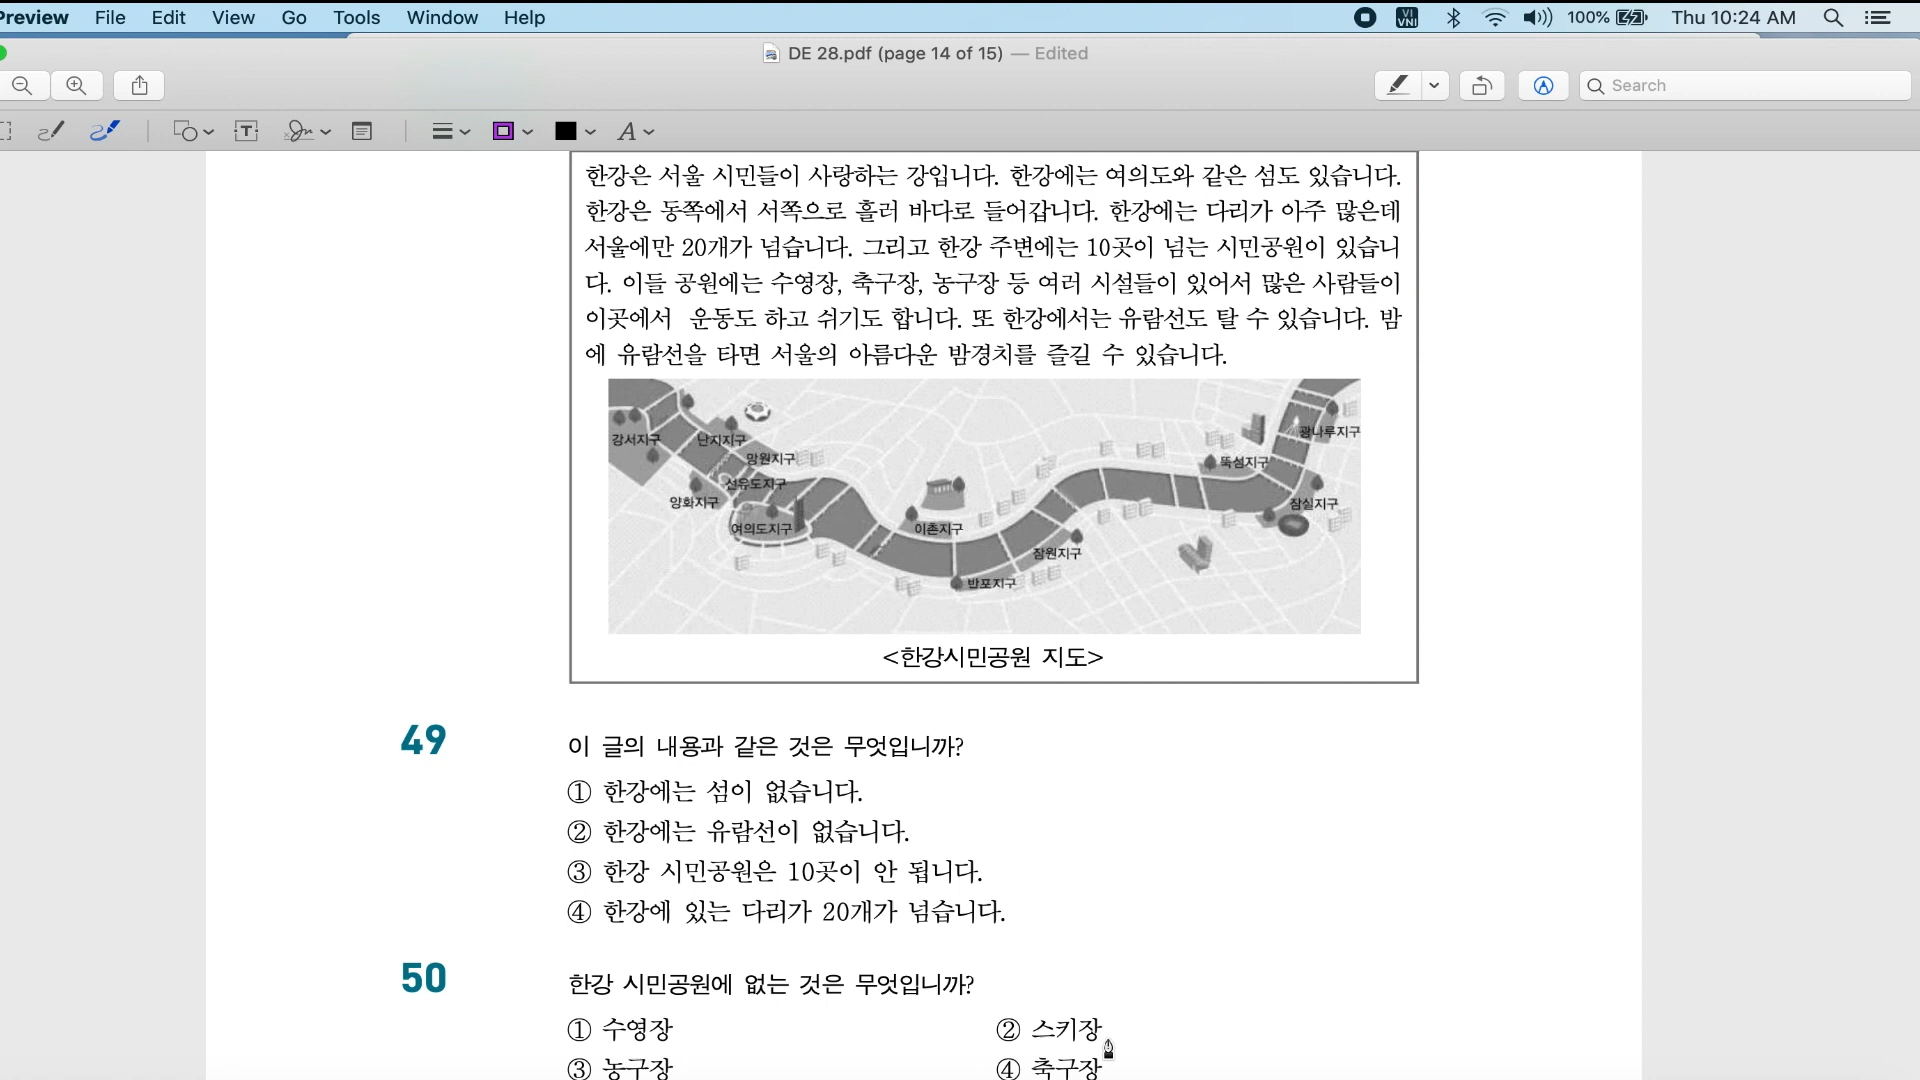 Preview File Edit View Go Tools Window Help
VI VNI 100% Thu 10:24 AM
DE 28.pdf (page 14 of 15) — Edited
Search
한강은 서울 시민들이 사랑하는 강입니다. 한강에는 여의도와 같은 섬도 있습니다.
한강은 동쪽에서 서쪽으로 흘러 바다로 들어갑니다. 한강에는 다리가 아주 많은데
서울에만 20개가 넘습니다. 그리고 한강 주변에는 10곳이 넘는 시민공원이 있습니
다. 이들 공원에는 수영장, 축구장, 농구장 등 여러 시설들이 있어서 많은 사람들이
이곳에서 운동도 하고 쉬기도 합니다. 또 한강에서는 유람선도 탈 수 있습니다. 밤
에 유람선을 타면 서울의 아름다운 밤경치를 즐길 수 있습니다.
강서지구
난지지구
망원지구
선유도지구
양화지구
여의도지구
이촌지구
잠원지구
반포지구
뚝섬지구
광나루지구
잠실지구
<한강시민공원 지도>
49 이 글의 내용과 같은 것은 무엇입니까?
① 한강에는 섬이 없습니다.
② 한강에는 유람선이 없습니다.
③ 한강 시민공원은 10곳이 안 됩니다.
④ 한강에 있는 다리가 20개가 넘습니다.
50 한강 시민공원에 없는 것은 무엇입니까?
① 수영장 ② 스키장
③ 농구장 ④ 축구장